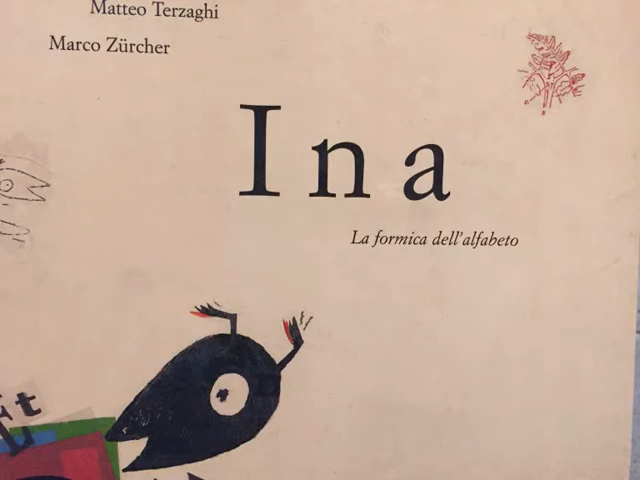 Matteo Terzaghi
Marco Zürcher
Ina
La formica dell'alfabeto
t